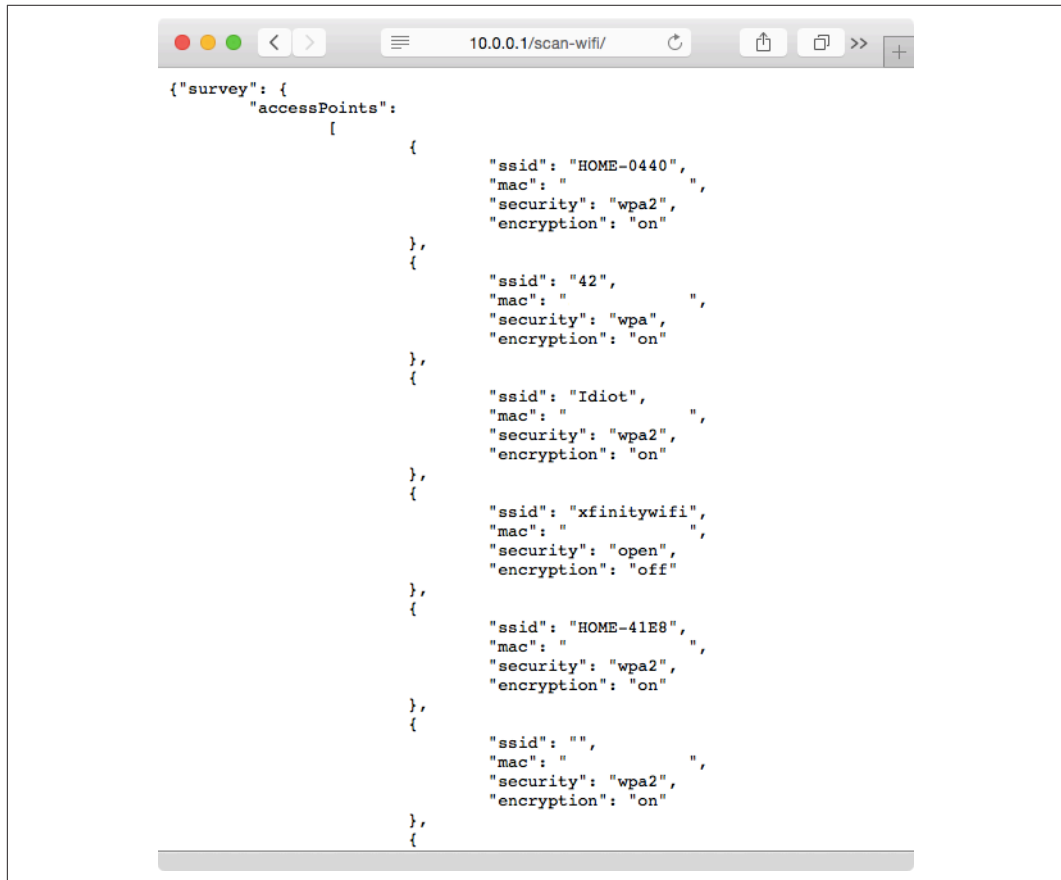 10.0.0.1/scan-wifi/
>>
+
{"survey": {
"accessPoints":
[
{
"ssid": "HOME-0440",
"mac": " ",
"security": "wpa2",
"encryption": "on"
},
{
"ssid": "42",
"mac": " ",
"security": "wpa",
"encryption": "on"
},
{
"ssid": "Idiot",
"mac": " ",
"security": "wpa2",
"encryption": "on"
},
{
"ssid": "xfinitywifi",
"mac": " ",
"security": "open",
"encryption": "off"
},
{
"ssid": "HOME-41E8",
"mac": " ",
"security": "wpa2",
"encryption": "on"
},
{
"ssid": "",
"mac": " ",
"security": "wpa2",
"encryption": "on"
},
{